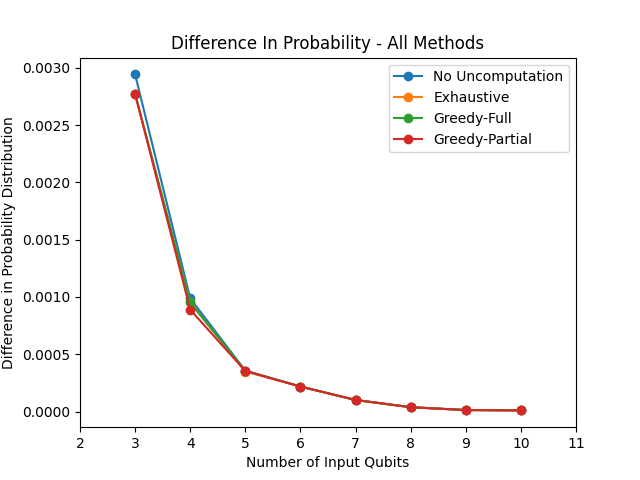 Difference In Probability - All Methods
Difference in Probability Distribution
0.0030
0.0025
0.0020
0.0015
0.0010
0.0005
0.0000
No Uncomputation
Exhaustive
Greedy-Full
Greedy-Partial
2 3 4 5 6 7 8 9 10 11
Number of Input Qubits